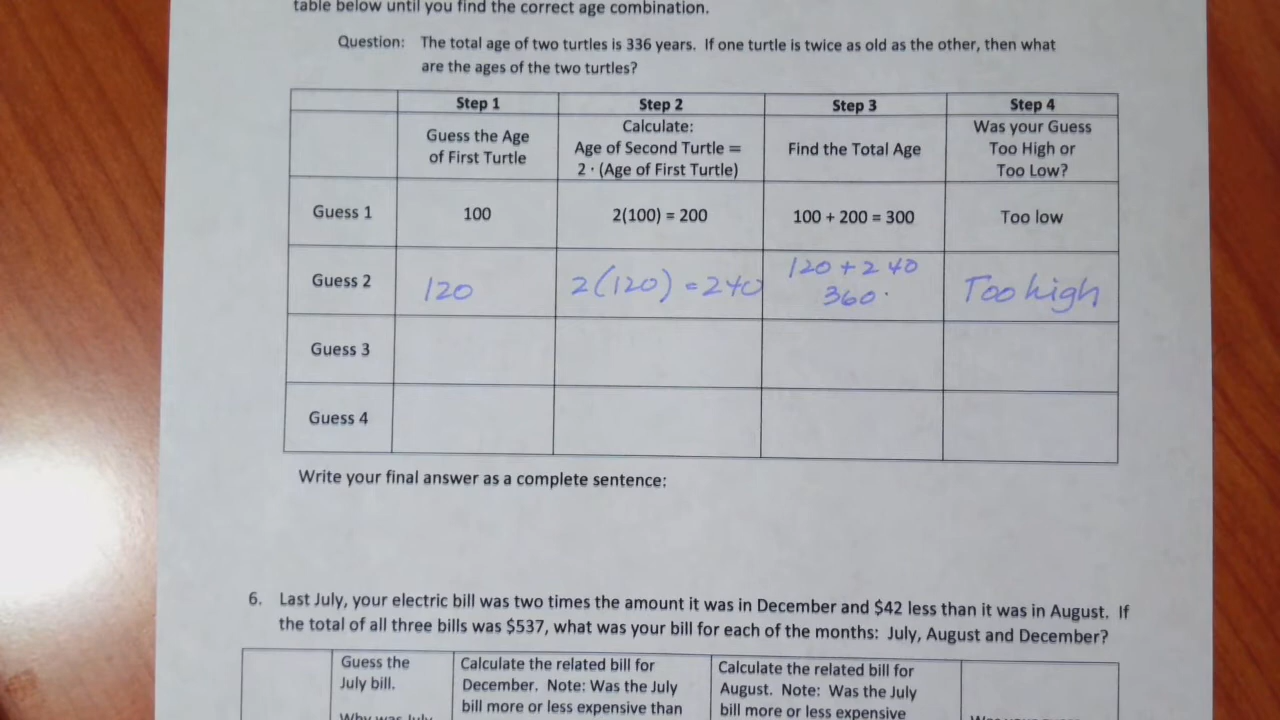 table below until you find the correct age combination.
Question: The total age of two turtles is 336 years. If one turtle is twice as old as the other, then what
are the ages of the two turtles?
Step 1 Step 2 Step 3 Step 4
Guess the Age
of First Turtle
Calculate:
Age of Second Turtle =
2 · (Age of First Turtle)
Find the Total Age
Was your Guess
Too High or
Too Low?
Guess 1 100 2(100) = 200 100 + 200 = 300 Too low
Guess 2 120 2(120) = 240
120 + 240
360.
Too high
Guess 3
Guess 4
Write your final answer as a complete sentence:
6. Last July, your electric bill was two times the amount it was in December and $42 less than it was in August. If
the total of all three bills was $537, what was your bill for each of the months: July, August and December?
Guess the
July bill.
Calculate the related bill for
December. Note: Was the July
bill more or less expensive than
Calculate the related bill for
August. Note: Was the July
bill more or less expensive